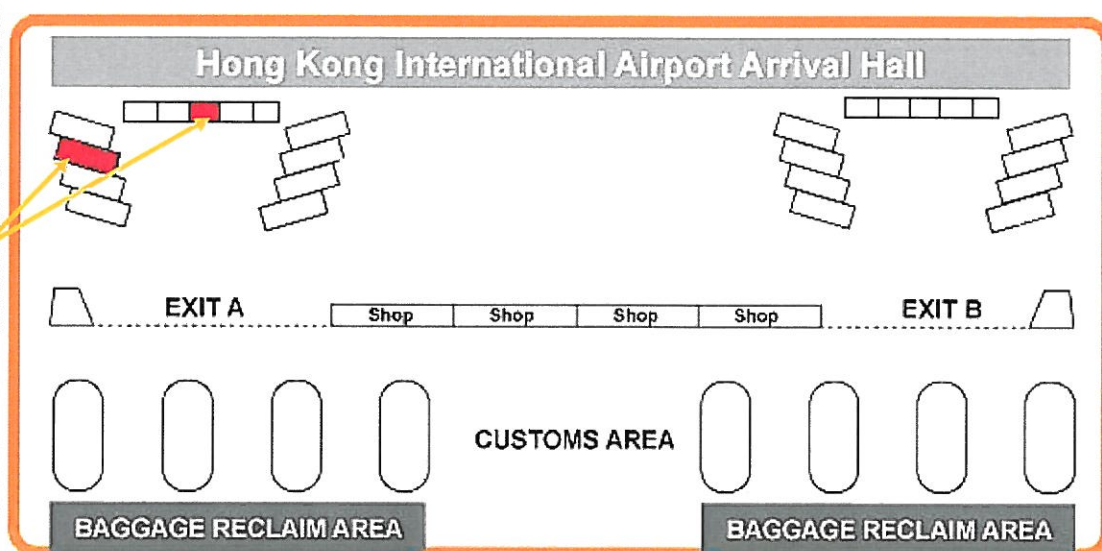 Hong Kong International Airport Arrival Hall
EXIT A
Shop Shop Shop Shop
EXIT B
CUSTOMS AREA
BAGGAGE RECLAIM AREA
BAGGAGE RECLAIM AREA